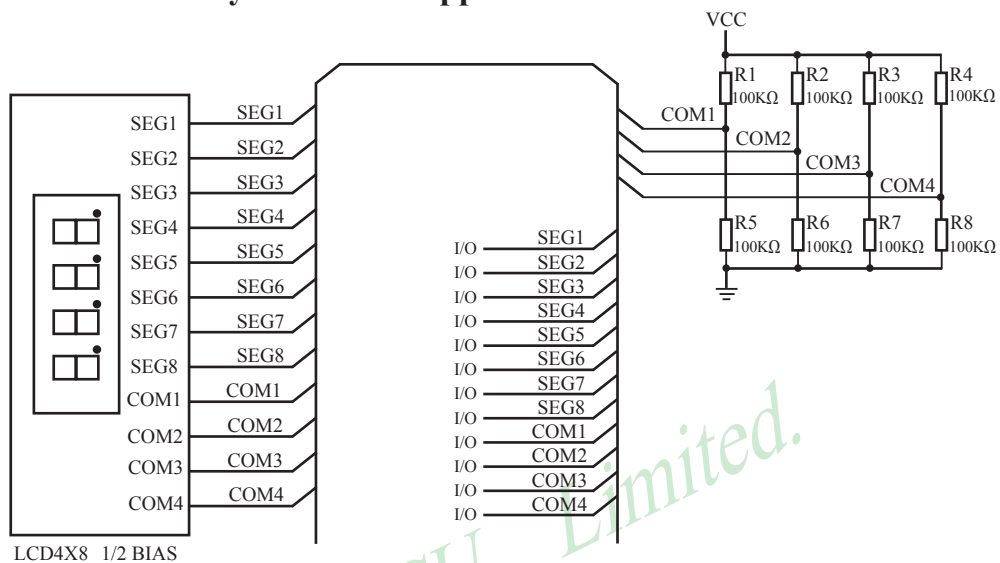 VCC
R1
100KΩ
R2
100KΩ
R3
100KΩ
R4
100KΩ
COM1
COM2
COM3
COM4
R5
100KΩ
R6
100KΩ
R7
100KΩ
R8
100KΩ
SEG1 SEG1
SEG2 SEG2
SEG3 SEG3
SEG4 SEG4
SEG5 SEG5
SEG6 SEG6
SEG7 SEG7
SEG8 SEG8
COM1 COM1
COM2 COM2
COM3 COM3
COM4 COM4
I/O SEG1
I/O SEG2
I/O SEG3
I/O SEG4
I/O SEG5
I/O SEG6
I/O SEG7
I/O SEG8
I/O COM1
I/O COM2
I/O COM3
I/O COM4
Limited.
LCD4X8 1/2 BIAS